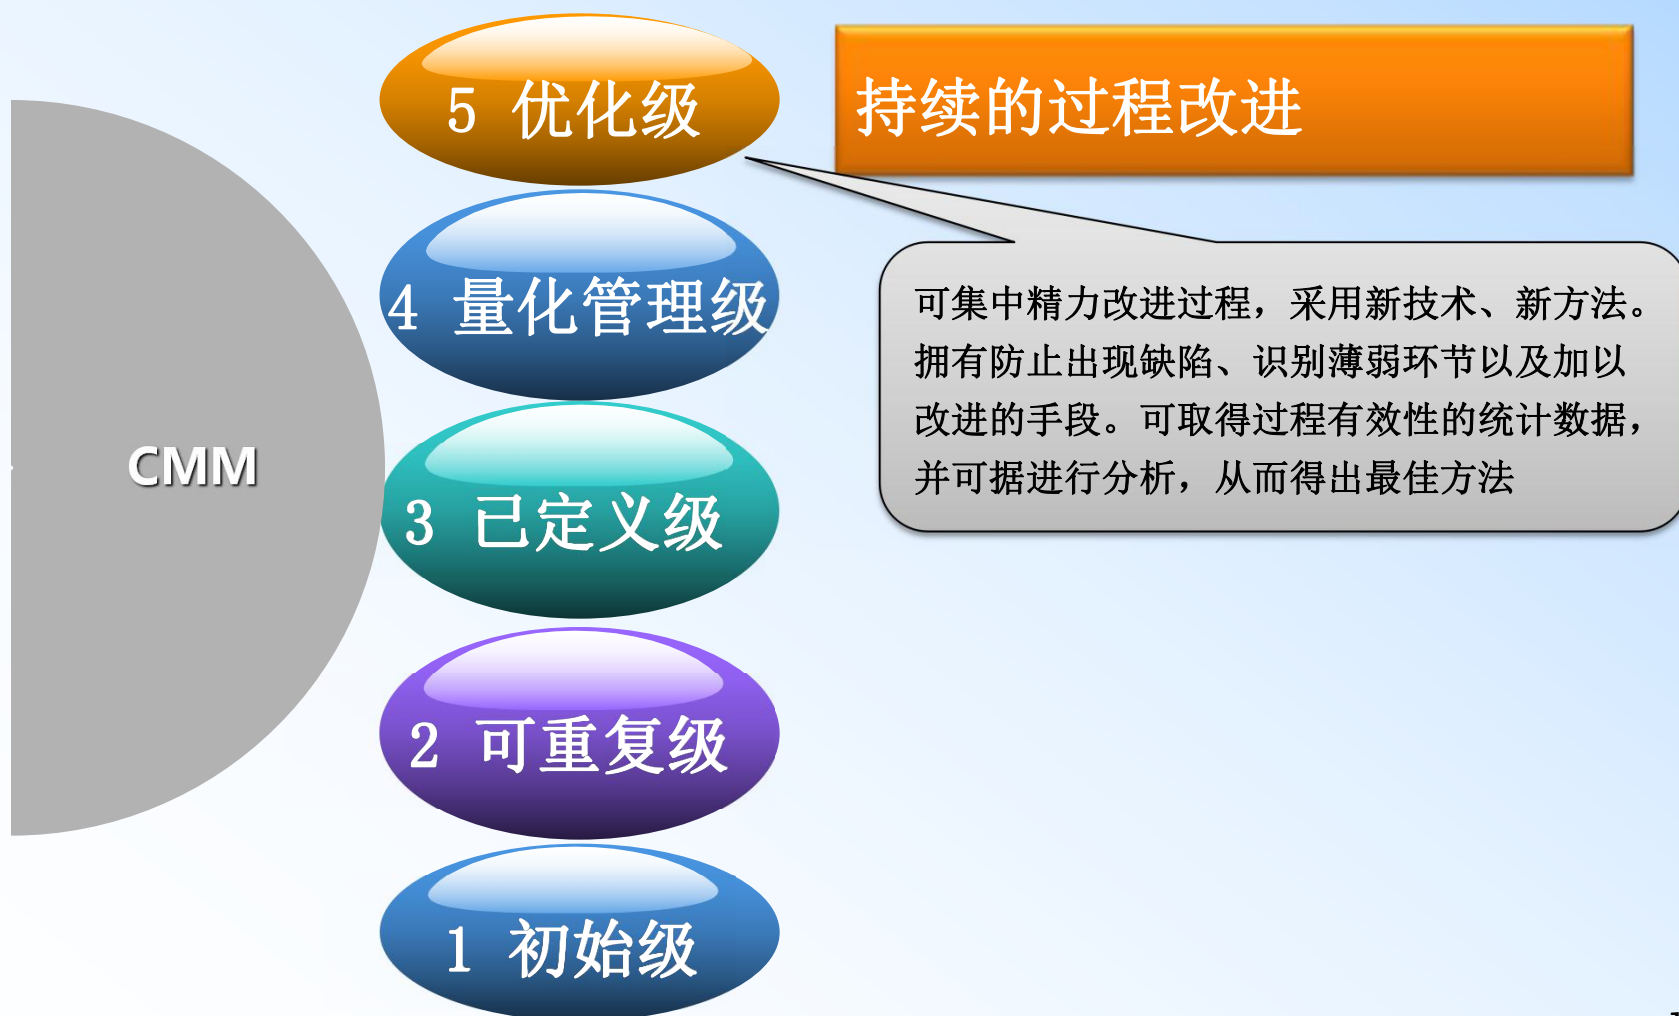 5 优化级
持续的过程改进
4 量化管理级
可集中精力改进过程，采用新技术、新方法。
拥有防止出现缺陷、识别薄弱环节以及加以
改进的手段。可取得过程有效性的统计数据，
并可据进行分析，从而得出最佳方法
CMM
3 已定义级
2 可重复级
1 初始级